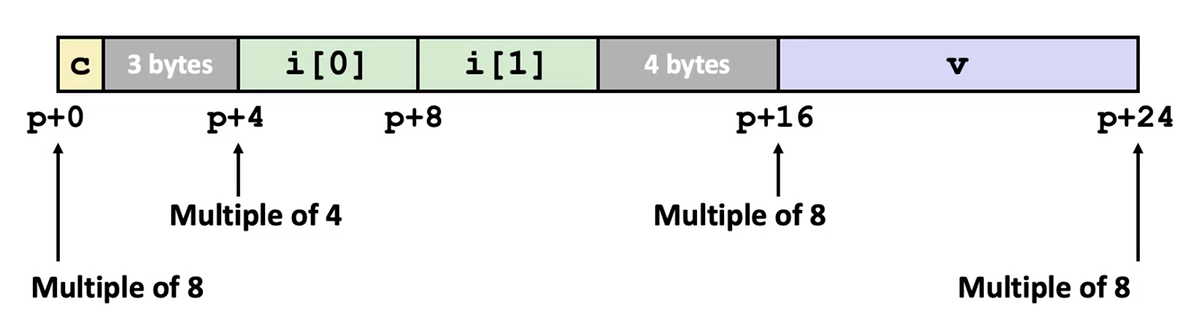 c 3 bytes i[0] i[1] 4 bytes v
p+0 p+4 p+8 p+16 p+24
Multiple of 4 Multiple of 8
Multiple of 8 Multiple of 8